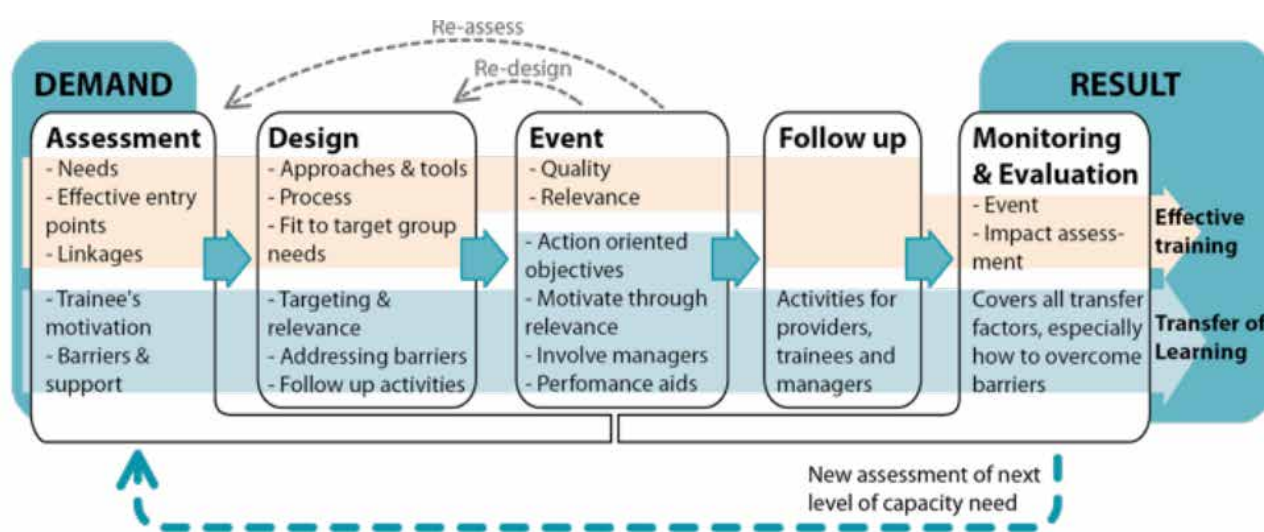 Re-assess
Re-design
DEMAND
RESULT
Assessment
- Needs
- Effective entry
points
- Linkages
- Trainee's
motivation
- Barriers &
support
Design
- Approaches & tools
- Process
- Fit to target group
needs
- Targeting &
relevance
- Addressing barriers
- Follow up activities
Event
- Quality
- Relevance
- Action oriented
objectives
- Motivate through
relevance
- Involve managers
- Perfomance aids
Follow up
Activities for
providers,
trainees and
managers
Monitoring
& Evaluation
- Event
- Impact assess-
ment
Covers all transfer
factors, especially
how to overcome
barriers
Effective
training
Transfer of
Learning
New assessment of next
level of capacity need